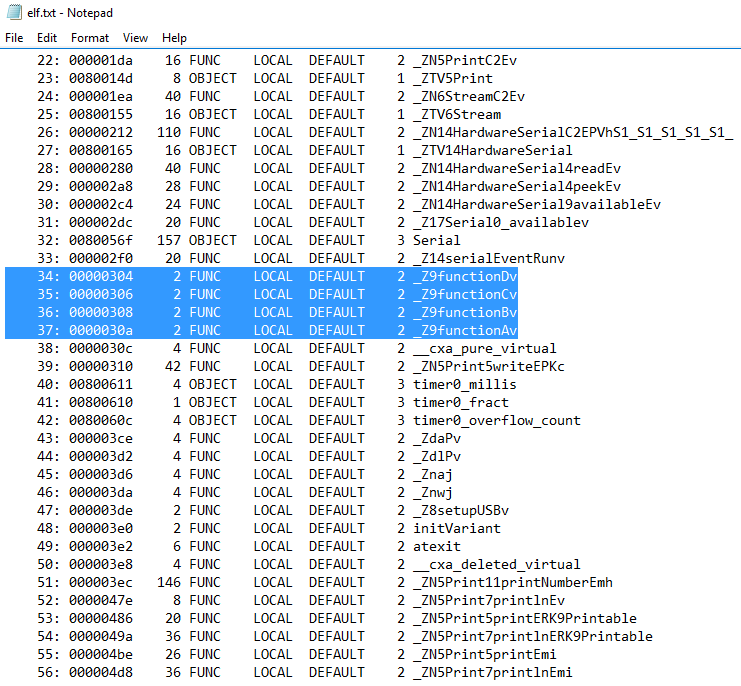 elf.txt - Notepad
File Edit Format View Help
22: 000001da 16 FUNC LOCAL DEFAULT 2 _ZN5PrintC2Ev
23: 0080014d 8 OBJECT LOCAL DEFAULT 1 _ZTV5Print
24: 000001ea 40 FUNC LOCAL DEFAULT 2 _ZN6StreamC2Ev
25: 00800155 16 OBJECT LOCAL DEFAULT 1 _ZTV6Stream
26: 00000212 110 FUNC LOCAL DEFAULT 2 _ZN14HardwareSerialC2EPVhS1_S1_S1_S1_S1_
27: 00800165 16 OBJECT LOCAL DEFAULT 1 _ZTV14HardwareSerial
28: 00000280 40 FUNC LOCAL DEFAULT 2 _ZN14HardwareSerial4readEv
29: 000002a8 28 FUNC LOCAL DEFAULT 2 _ZN14HardwareSerial4peekEv
30: 000002c4 24 FUNC LOCAL DEFAULT 2 _ZN14HardwareSerial9availableEv
31: 000002dc 20 FUNC LOCAL DEFAULT 2 _Z17Serial0_availablev
32: 0080056f 157 OBJECT LOCAL DEFAULT 3 Serial
33: 000002f0 20 FUNC LOCAL DEFAULT 2 _Z14serialEventRunv
34: 00000304 2 FUNC LOCAL DEFAULT 2 _Z9functionDv
35: 00000306 2 FUNC LOCAL DEFAULT 2 _Z9functionCv
36: 00000308 2 FUNC LOCAL DEFAULT 2 _Z9functionBv
37: 0000030a 2 FUNC LOCAL DEFAULT 2 _Z9functionAv
38: 0000030c 4 FUNC LOCAL DEFAULT 2 __cxa_pure_virtual
39: 00000310 42 FUNC LOCAL DEFAULT 2 _ZN5Print5writeEPKc
40: 00800611 4 OBJECT LOCAL DEFAULT 3 timer0_millis
41: 00800610 1 OBJECT LOCAL DEFAULT 3 timer0_fract
42: 0080060c 4 OBJECT LOCAL DEFAULT 3 timer0_overflow_count
43: 000003ce 4 FUNC LOCAL DEFAULT 2 _ZdaPv
44: 000003d2 4 FUNC LOCAL DEFAULT 2 _ZdlPv
45: 000003d6 4 FUNC LOCAL DEFAULT 2 _Znaj
46: 000003da 4 FUNC LOCAL DEFAULT 2 _Znwj
47: 000003de 2 FUNC LOCAL DEFAULT 2 _Z8setupUSBv
48: 000003e0 2 FUNC LOCAL DEFAULT 2 initVariant
49: 000003e2 6 FUNC LOCAL DEFAULT 2 atexit
50: 000003e8 4 FUNC LOCAL DEFAULT 2 __cxa_deleted_virtual
51: 000003ec 146 FUNC LOCAL DEFAULT 2 _ZN5Print11printNumberEmh
52: 0000047e 8 FUNC LOCAL DEFAULT 2 _ZN5Print7printlnEv
53: 00000486 20 FUNC LOCAL DEFAULT 2 _ZN5Print5printERK9Printable
54: 0000049a 36 FUNC LOCAL DEFAULT 2 _ZN5Print7printlnERK9Printable
55: 000004be 26 FUNC LOCAL DEFAULT 2 _ZN5Print5printEmi
56: 000004d8 36 FUNC LOCAL DEFAULT 2 _ZN5Print7printlnEmi